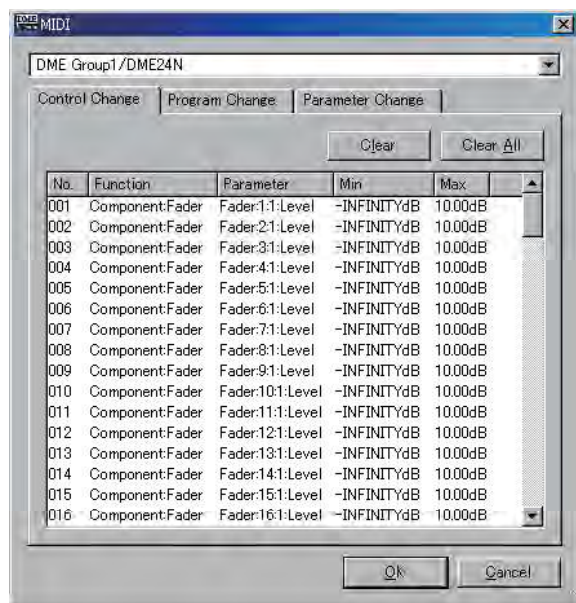 DME MIDI
DME Group1/DME24N
Control Change Program Change Parameter Change
Clear Clear All
No. Function Parameter Min Max
001 Component:Fader Fader:1:1:Level -INFINITYdB 10.00dB
002 Component:Fader Fader:2:1:Level -INFINITYdB 10.00dB
003 Component:Fader Fader:3:1:Level -INFINITYdB 10.00dB
004 Component:Fader Fader:4:1:Level -INFINITYdB 10.00dB
005 Component:Fader Fader:5:1:Level -INFINITYdB 10.00dB
006 Component:Fader Fader:6:1:Level -INFINITYdB 10.00dB
007 Component:Fader Fader:7:1:Level -INFINITYdB 10.00dB
008 Component:Fader Fader:8:1:Level -INFINITYdB 10.00dB
009 Component:Fader Fader:9:1:Level -INFINITYdB 10.00dB
010 Component:Fader Fader:10:1:Level -INFINITYdB 10.00dB
011 Component:Fader Fader:11:1:Level -INFINITYdB 10.00dB
012 Component:Fader Fader:12:1:Level -INFINITYdB 10.00dB
013 Component:Fader Fader:13:1:Level -INFINITYdB 10.00dB
014 Component:Fader Fader:14:1:Level -INFINITYdB 10.00dB
015 Component:Fader Fader:15:1:Level -INFINITYdB 10.00dB
016 Component:Fader Fader:16:1:Level -INFINITYdB 10.00dB
Ok Cancel